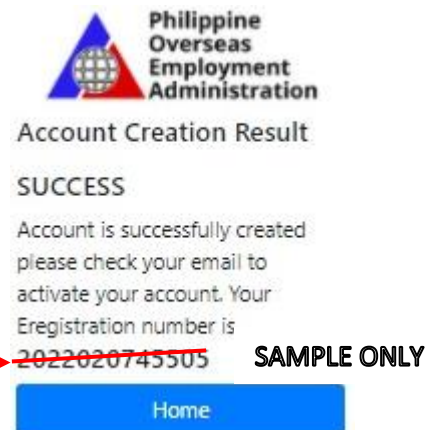 Philippine
Overseas
Employment
Administration
Account Creation Result
SUCCESS
Account is successfully created
please check your email to
activate your account. Your
Eregistration number is
2022020745505 SAMPLE ONLY
Home